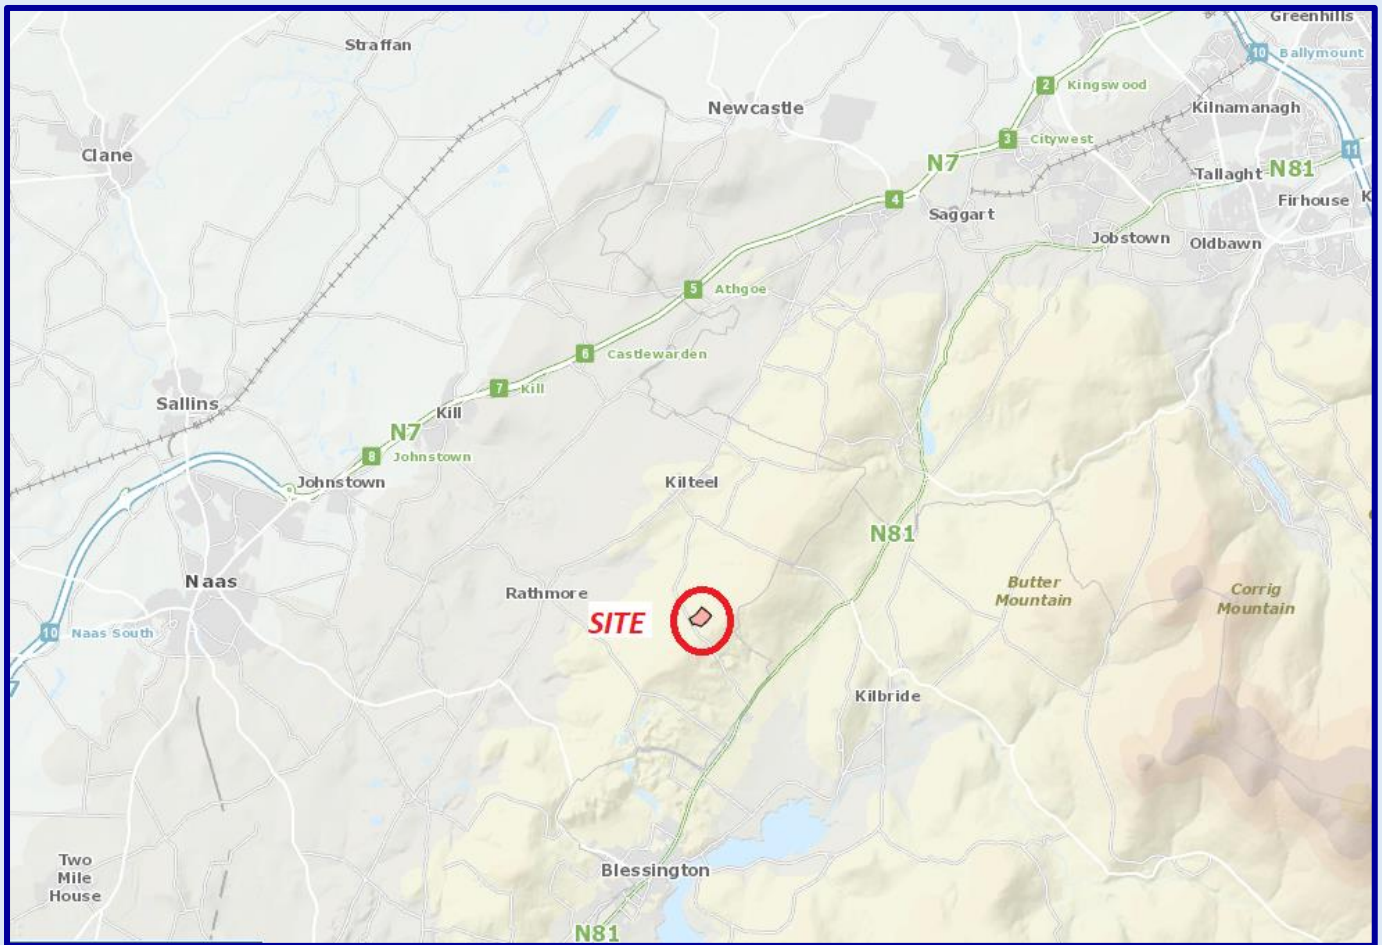 Greenhills
Straffan
10 Ballymount
2 Kingswood
Newcastle
Kilnamanagh
3 Citywest
11
Clane
N7
Tallaght
N81
4
Firhouse
K
Saggart
Jobstown
Oldbawn
5 Athgoe
6 Castlewarden
7 Kill
Sallins
Kill
N7
8 Johnstown
Johnstown
Kilteel
N81
Naas
Rathmore
Butter
Mountain
Corrig
Mountain
SITE
10 Naas South
7
Kilbride
Two
Mile
House
Blessington
N81